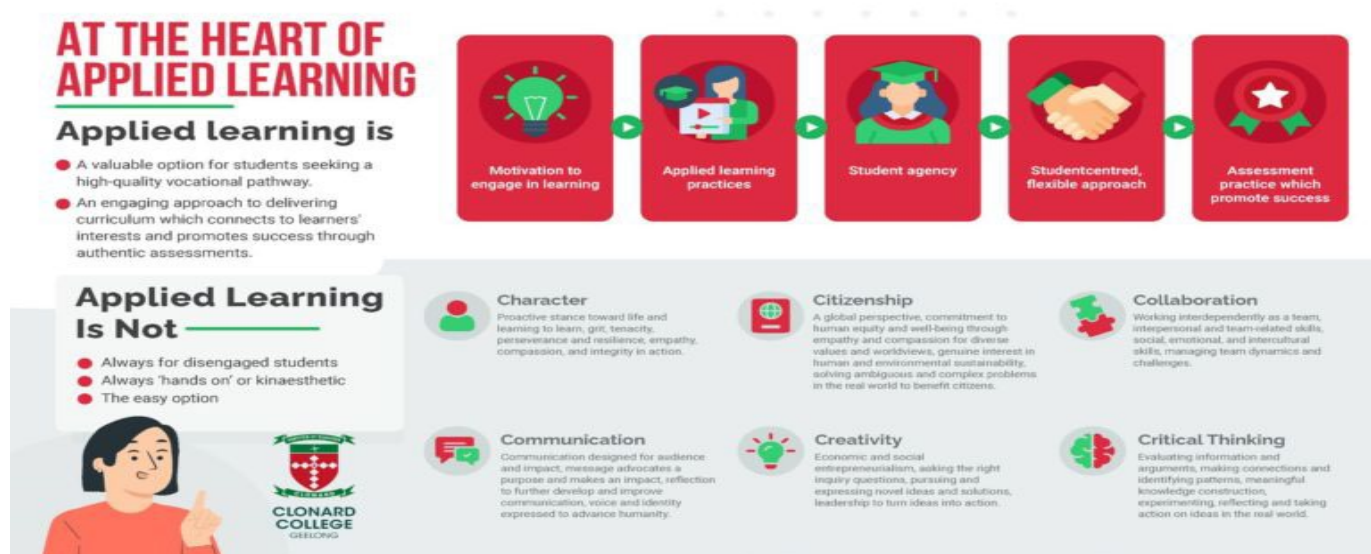 AT THE HEART OF
APPLIED LEARNING
Applied learning is
A valuable option for students seeking a
high-quality vocational pathway.
An engaging approach to delivering
curriculum which connects to learners'
interests and promotes success through
authentic assessments.
Motivation to
engage in learning
Applied learning
practices
Student agency
Studentcentred,
flexible approach
Assessment
practice which
promote success
Applied Learning
Is Not
Always for disengaged students
Always 'hands on' or kinaesthetic
The easy option
CLONARD
CLONARD
COLLEGE
GEELONG
Character
Proactive stance toward life and
learning to learn, grit, tenacity,
perseverance and resilience, empathy,
compassion, and integrity in action.
Citizenship
A global perspective, commitment to
human equity and well-being through
empathy and compassion for diverse
values and worldviews, genuine interest in
human and environmental sustainability,
solving ambiguous and complex problems
in the real world to benefit citizens.
Collaboration
Working interdependently as a team,
interpersonal and team-related skills,
social, emotional, and intercultural
skills, managing team dynamics and
challenges.
Communication
Communication designed for audience
and impact, message advocates a
purpose and makes an impact, reflection
to further develop and improve
communication, voice and identity
expressed to advance humanity.
Creativity
Economic and social
entrepreneurialism, asking the right
inquiry questions, pursuing and
expressing novel ideas and solutions,
leadership to turn ideas into action.
Critical Thinking
Evaluating information and
arguments, making connections and
identifying patterns, meaningful
knowledge construction,
experimenting, reflecting and taking
action on ideas in the real world.